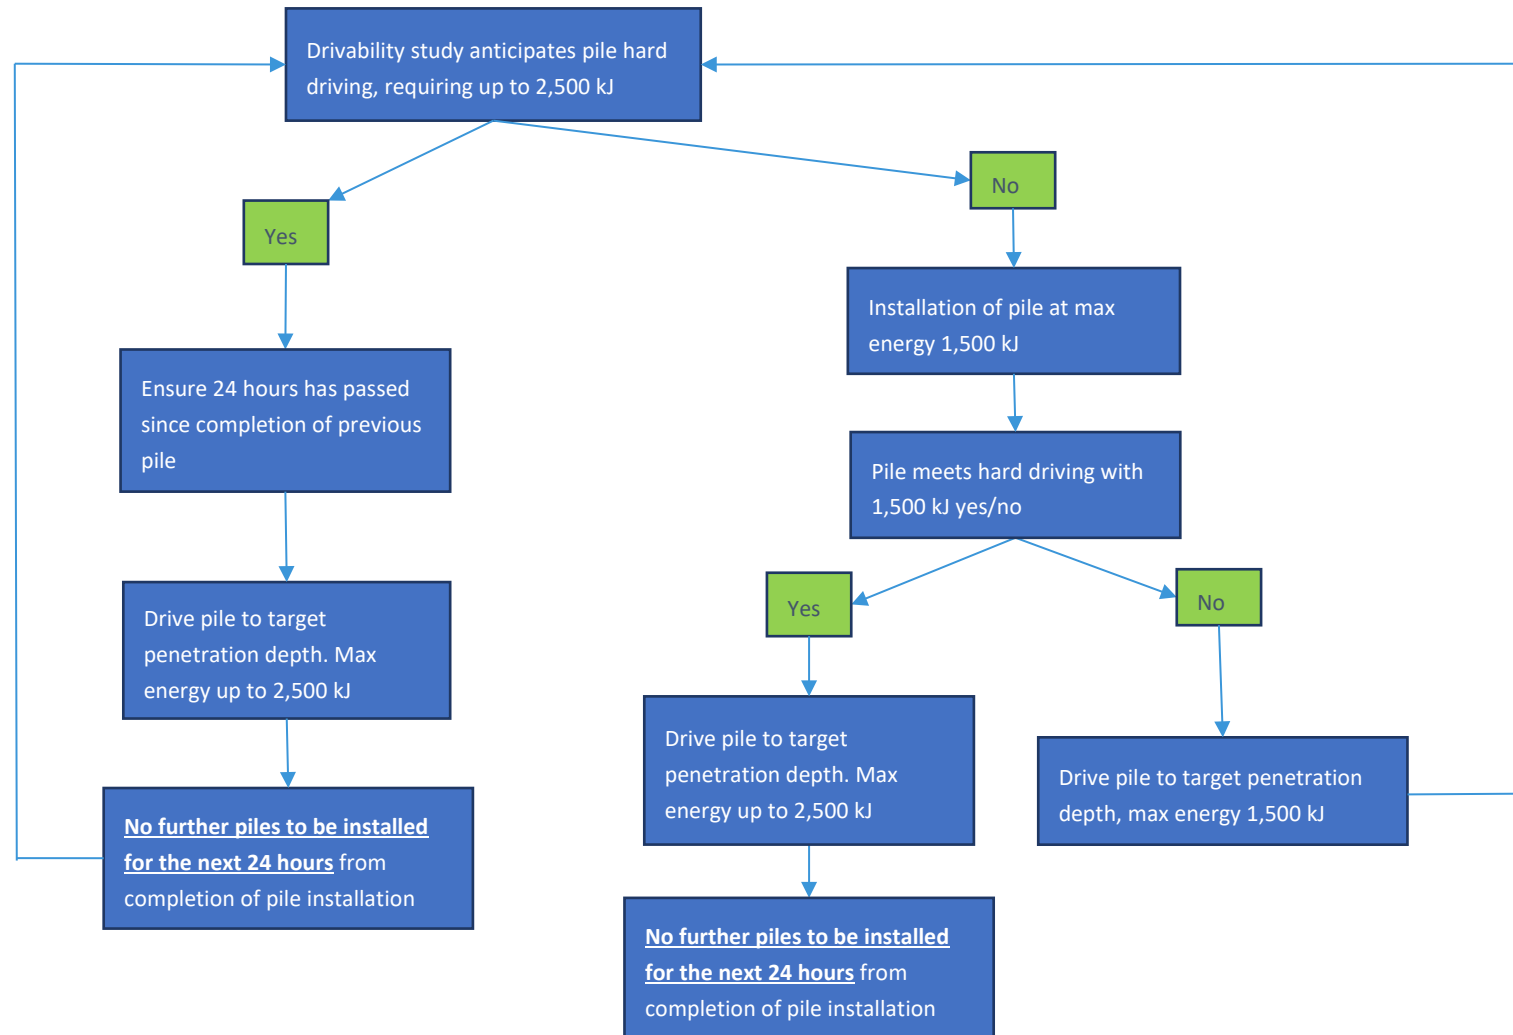 Drivability study anticipates pile hard
driving, requiring up to 2,500 kJ
No
Yes
Installation of pile at max
energy 1,500 kJ
Ensure 24 hours has passed
since completion of previous
pile
Pile meets hard driving with
1,500 kJ yes/no
Yes
No
Drive pile to target
penetration depth. Max
energy up to 2,500 kJ
Drive pile to target
penetration depth. Max
energy up to 2,500 kJ
Drive pile to target penetration
depth, max energy 1,500 kJ
No further piles to be installed
for the next 24 hours from
completion of pile installation
No further piles to be installed
for the next 24 hours from
completion of pile installation